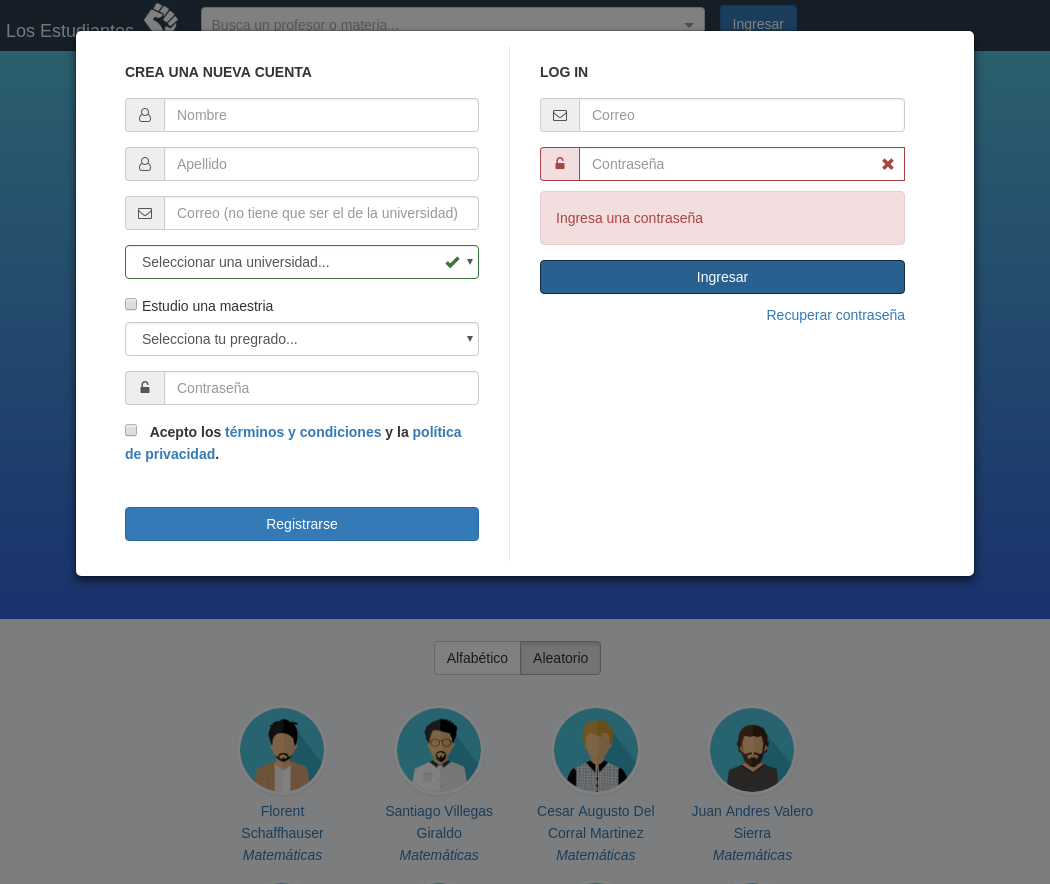 Los Estudiantes
Busca un profesor o materia...
Ingresar
CREA UNA NUEVA CUENTA
Nombre
Apellido
Correo (no tiene que ser el de la universidad)
Seleccionar una universidad...
Estudio una maestria
Selecciona tu pregrado...
Contraseña
Acepto los términos y condiciones y la política
de privacidad.
Registrarse
LOG IN
Correo
Contraseña
Ingresa una contraseña
Ingresar
Recuperar contraseña
Alfabético
Aleatorio
Florent
Schaffhauser
Matemáticas
Santiago Villegas
Giraldo
Matemáticas
Cesar Augusto Del
Corral Martinez
Matemáticas
Juan Andres Valero
Sierra
Matemáticas